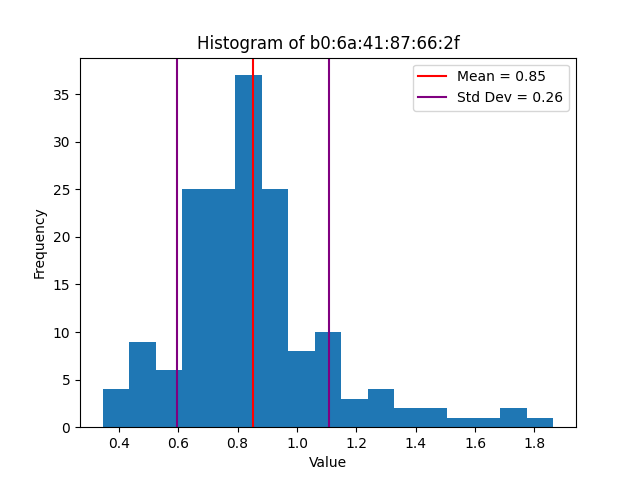 Histogram of b0:6a:41:87:66:2f
Mean = 0.85
Std Dev = 0.26
Frequency
35
30
25
20
15
10
5
0
0.4 0.6 0.8 1.0 1.2 1.4 1.6 1.8
Value